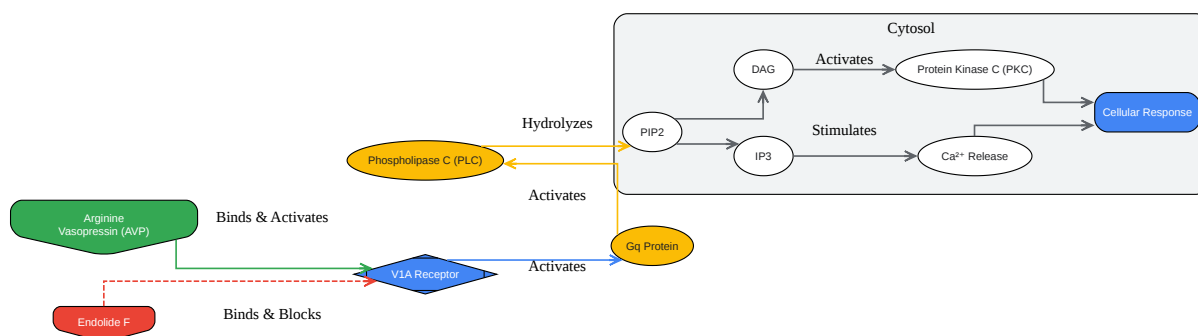 Cytosol
DAG
Activates
Protein Kinase C (PKC)
Cellular Response
Hydrolyzes
PIP2
Stimulates
Phospholipase C (PLC)
IP3
Ca²⁺ Release
Activates
Arginine
Vasopressin (AVP)
Binds & Activates
Gq Protein
V1A Receptor
Activates
Endolide F
Binds & Blocks